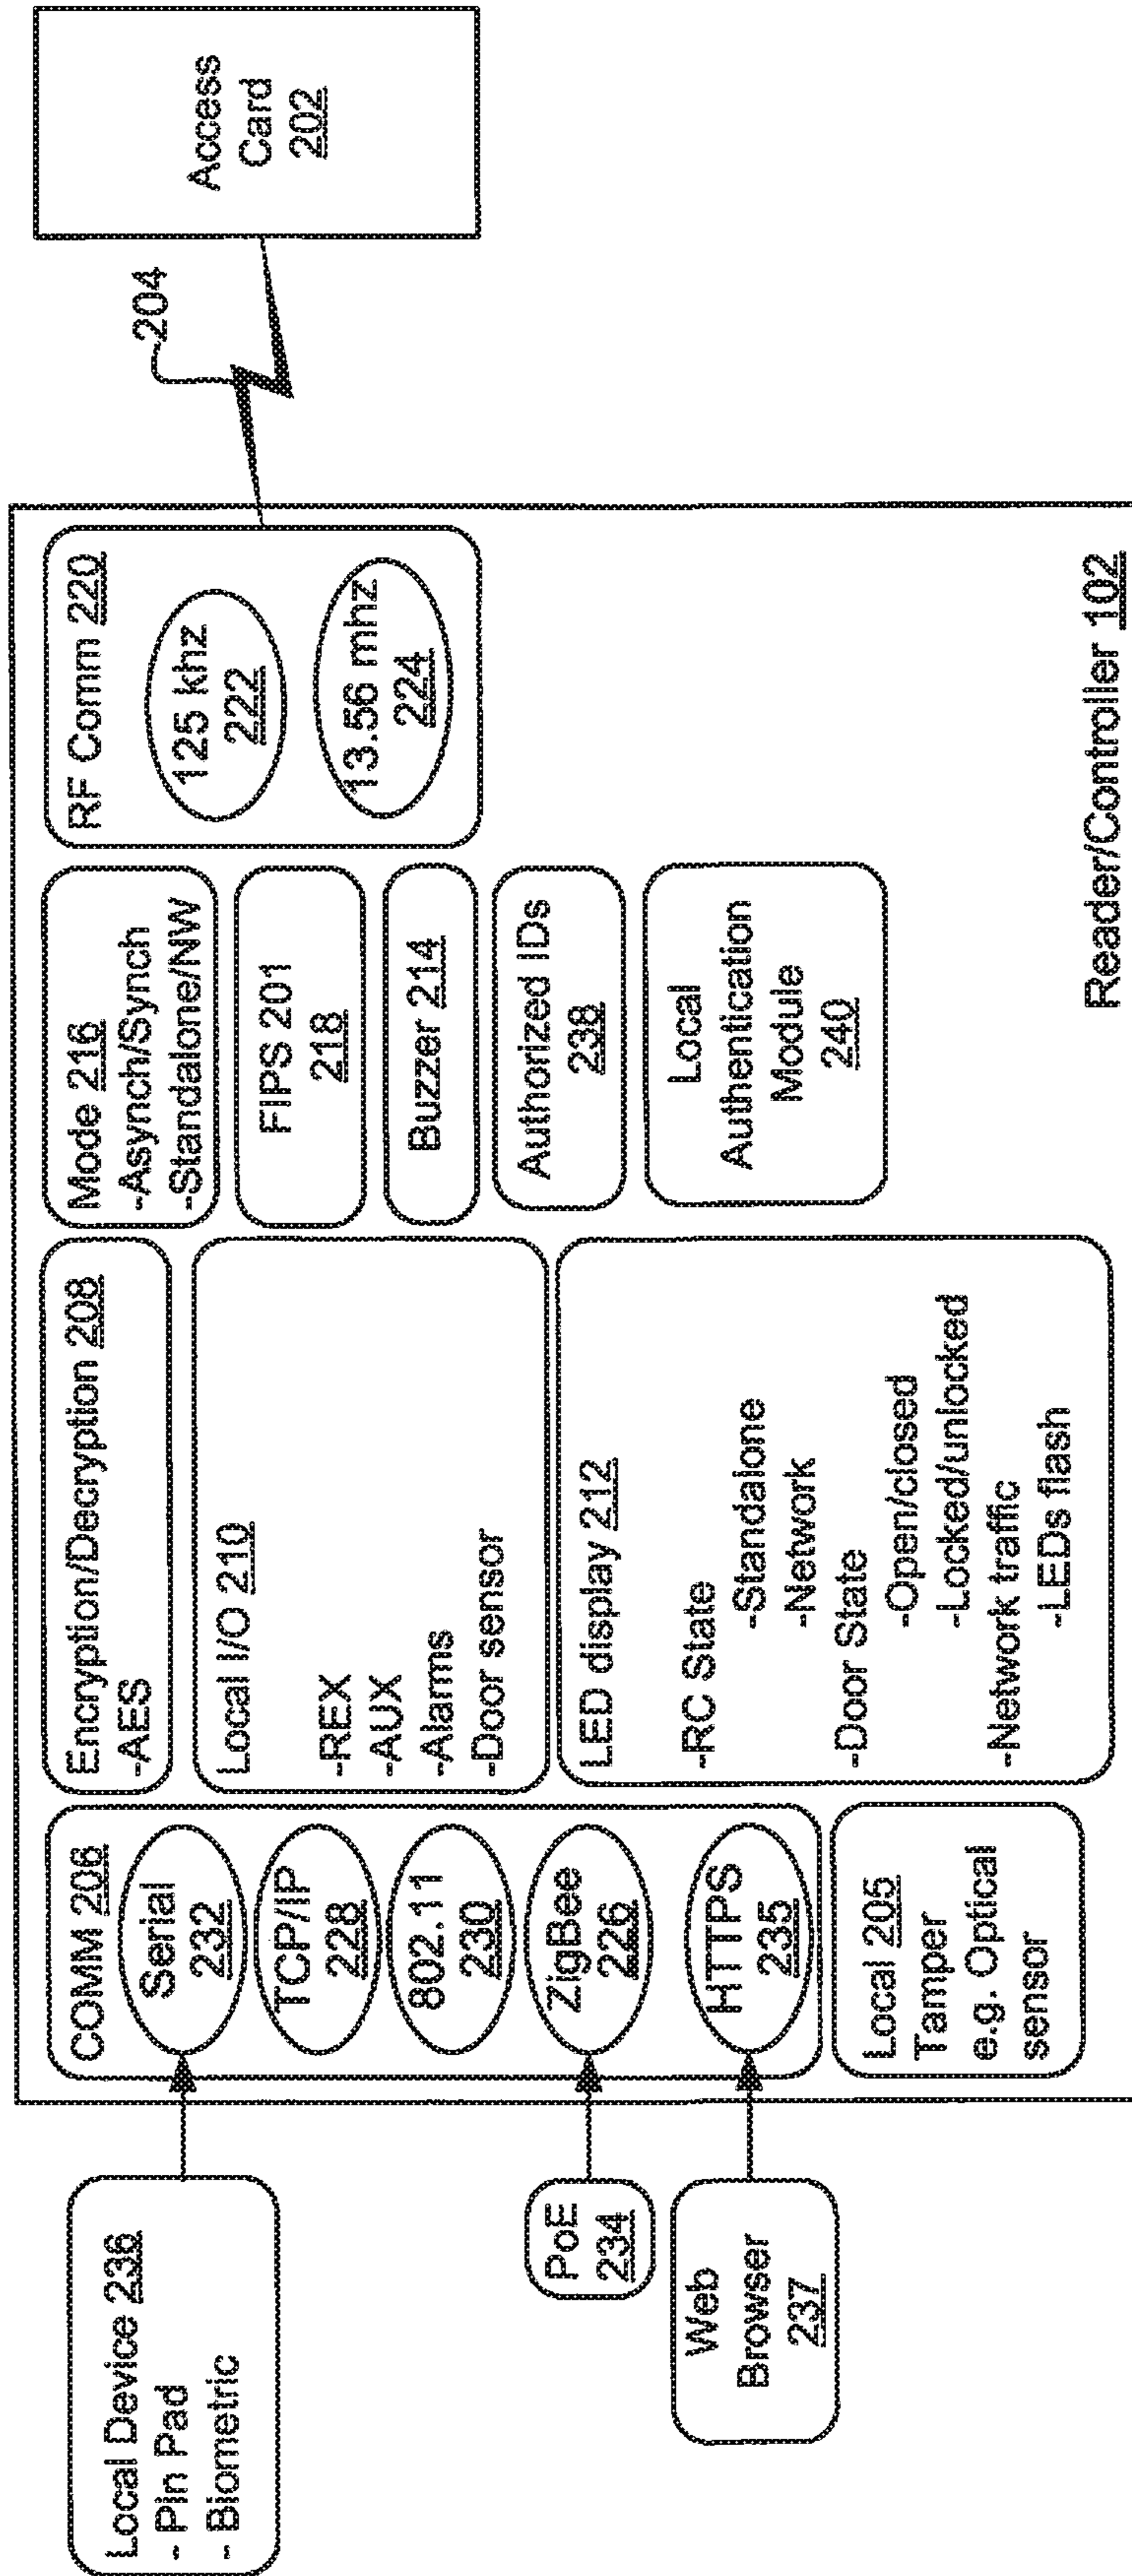 Local Device 236
- Pin Pad
- Biometric
PoE
234
Web
Browser
237
COMM 206
Serial
232
TCP/IP
228
802.11
230
ZigBee
226
HTTPS
235
Local 205
Tamper
e.g. Optical
sensor
Encryption/Decryption 208
-AES
Local I/O 210
-REX
-AUX
-Alarms
-Door sensor
LED display 212
-RC State
-Standalone
-Network
-Door State
-Open/closed
-Locked/unlocked
-Network traffic
-LEDs flash
Mode 216
-Asynch/Synch
-Standalone/NW
FIPS 201
218
Buzzer 214
Authorized IDs
238
Local
Authentication
Module
240
RF Comm 220
125 khz
222
13.56 mhz
224
Reader/Controller 102
204
Access
Card
202